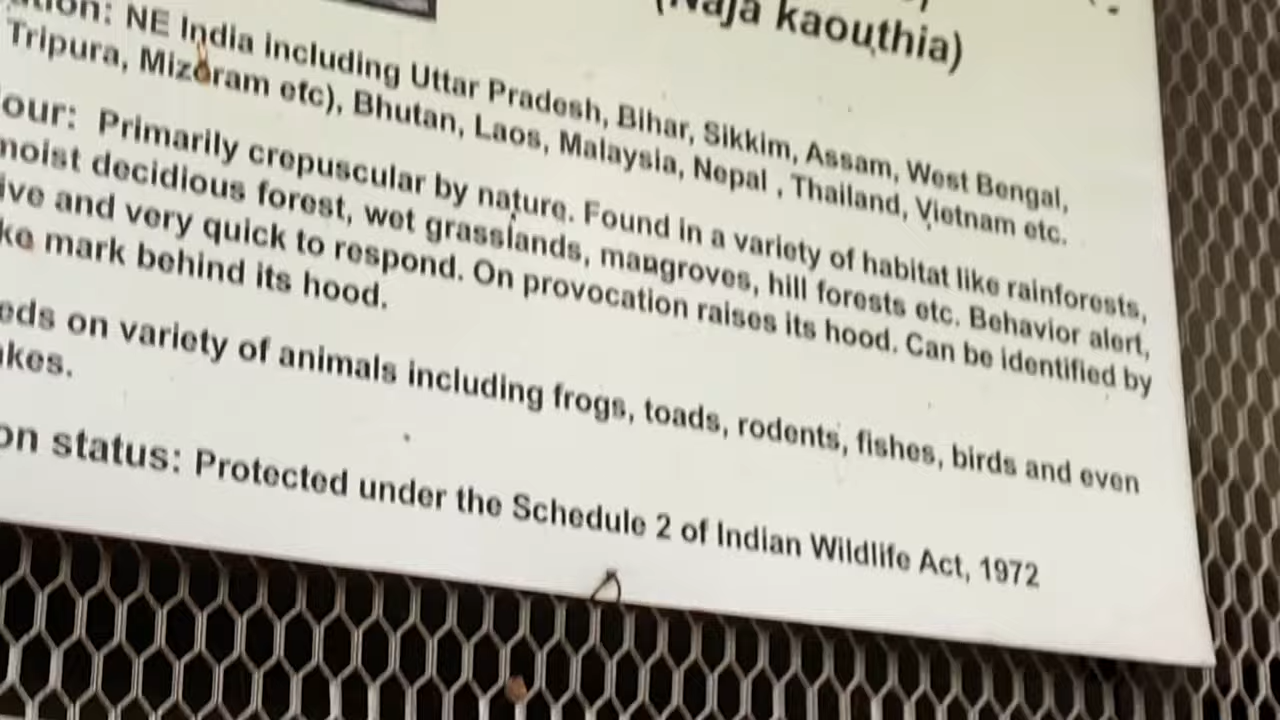 (Naja kaouthia)
NE India including Uttar Pradesh, Bihar, Sikkim, Assam, West Bengal,
Tripura, Mizoram etc), Bhutan, Laos, Malaysia, Nepal , Thailand, Vietnam etc.
our: Primarily crepuscular by nature. Found in a variety of habitat like rainforests,
moist decidious forest, wet grasslands, mangroves, hill forests etc. Behavior alert,
ive and very quick to respond. On provocation raises its hood. Can be identified by
ke mark behind its hood.
eds on variety of animals including frogs, toads, rodents, fishes, birds and even
akes.
on status: Protected under the Schedule 2 of Indian Wildlife Act, 1972